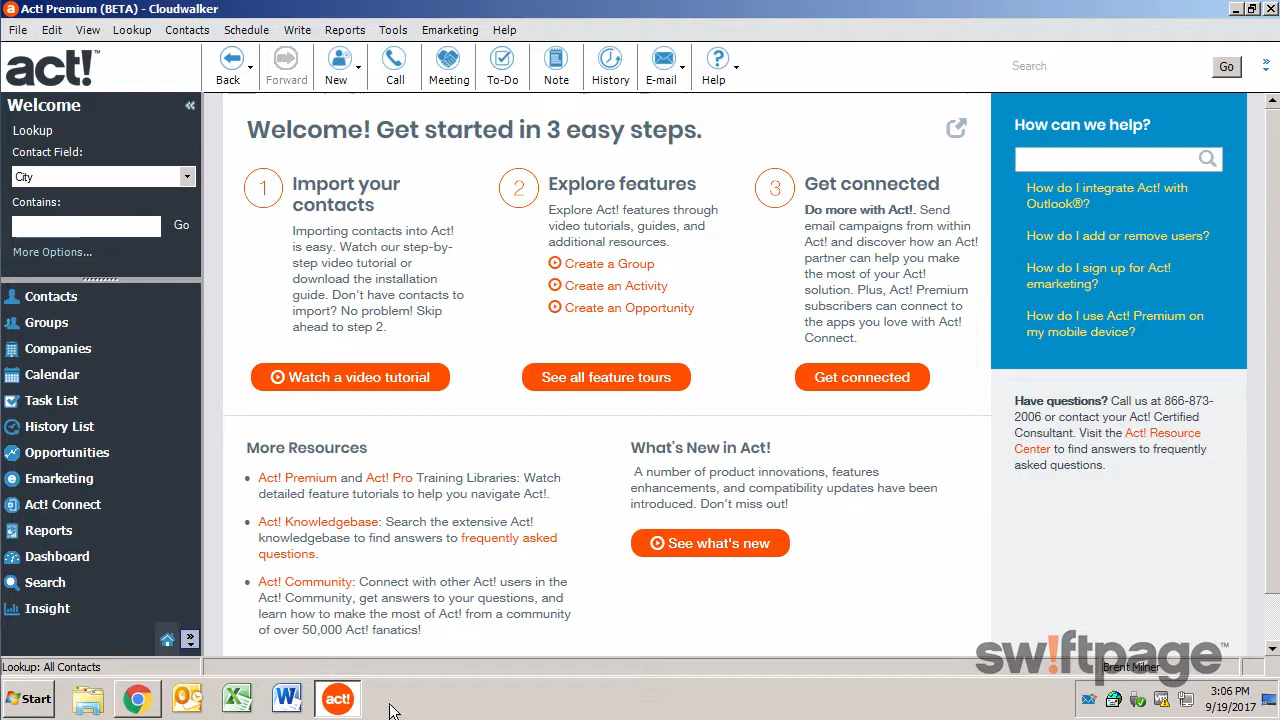 Act! Premium (BETA) - Cloudwalker
File Edit View Lookup Contacts Schedule Write Reports Tools Emarketing Help
act!™
Back Forward New Call Meeting To-Do Note History E-mail Help
Search Go
Welcome
Lookup
Contact Field:
City
Contains:
Go
More Options...
Contacts
Groups
Companies
Calendar
Task List
History List
Opportunities
Emarketing
Act! Connect
Reports
Dashboard
Search
Insight
Welcome! Get started in 3 easy steps.
1 Import your
contacts
Importing contacts into Act!
is easy. Watch our step-by-
step video tutorial or
download the installation
guide. Don't have contacts to
import? No problem! Skip
ahead to step 2.
Watch a video tutorial
2 Explore features
Explore Act! features through
video tutorials, guides, and
additional resources.
Create a Group
Create an Activity
Create an Opportunity
See all feature tours
3 Get connected
Do more with Act!. Send
email campaigns from within
Act! and discover how an Act!
partner can help you make
the most of your Act!
solution. Plus, Act! Premium
subscribers can connect to
the apps you love with Act!
Connect.
Get connected
More Resources
Act! Premium and Act! Pro Training Libraries: Watch
detailed feature tutorials to help you navigate Act!.
Act! Knowledgebase: Search the extensive Act!
knowledgebase to find answers to frequently asked
questions.
Act! Community: Connect with other Act! users in the
Act! Community, get answers to your questions, and
learn how to make the most of Act! from a community
of over 50,000 Act! fanatics!
What's New in Act!
A number of product innovations, features
enhancements, and compatibility updates have been
introduced. Don't miss out!
See what's new
How can we help?
How do I integrate Act! with
Outlook®?
How do I add or remove users?
How do I sign up for Act!
emarketing?
How do I use Act! Premium on
my mobile device?
Have questions? Call us at 866-873-
2006 or contact your Act! Certified
Consultant. Visit the Act! Resource
Center to find answers to frequently
asked questions.
sw!ftpage™
Lookup: All Contacts
Brent Milner
Start
act!
3:06 PM
9/19/2017